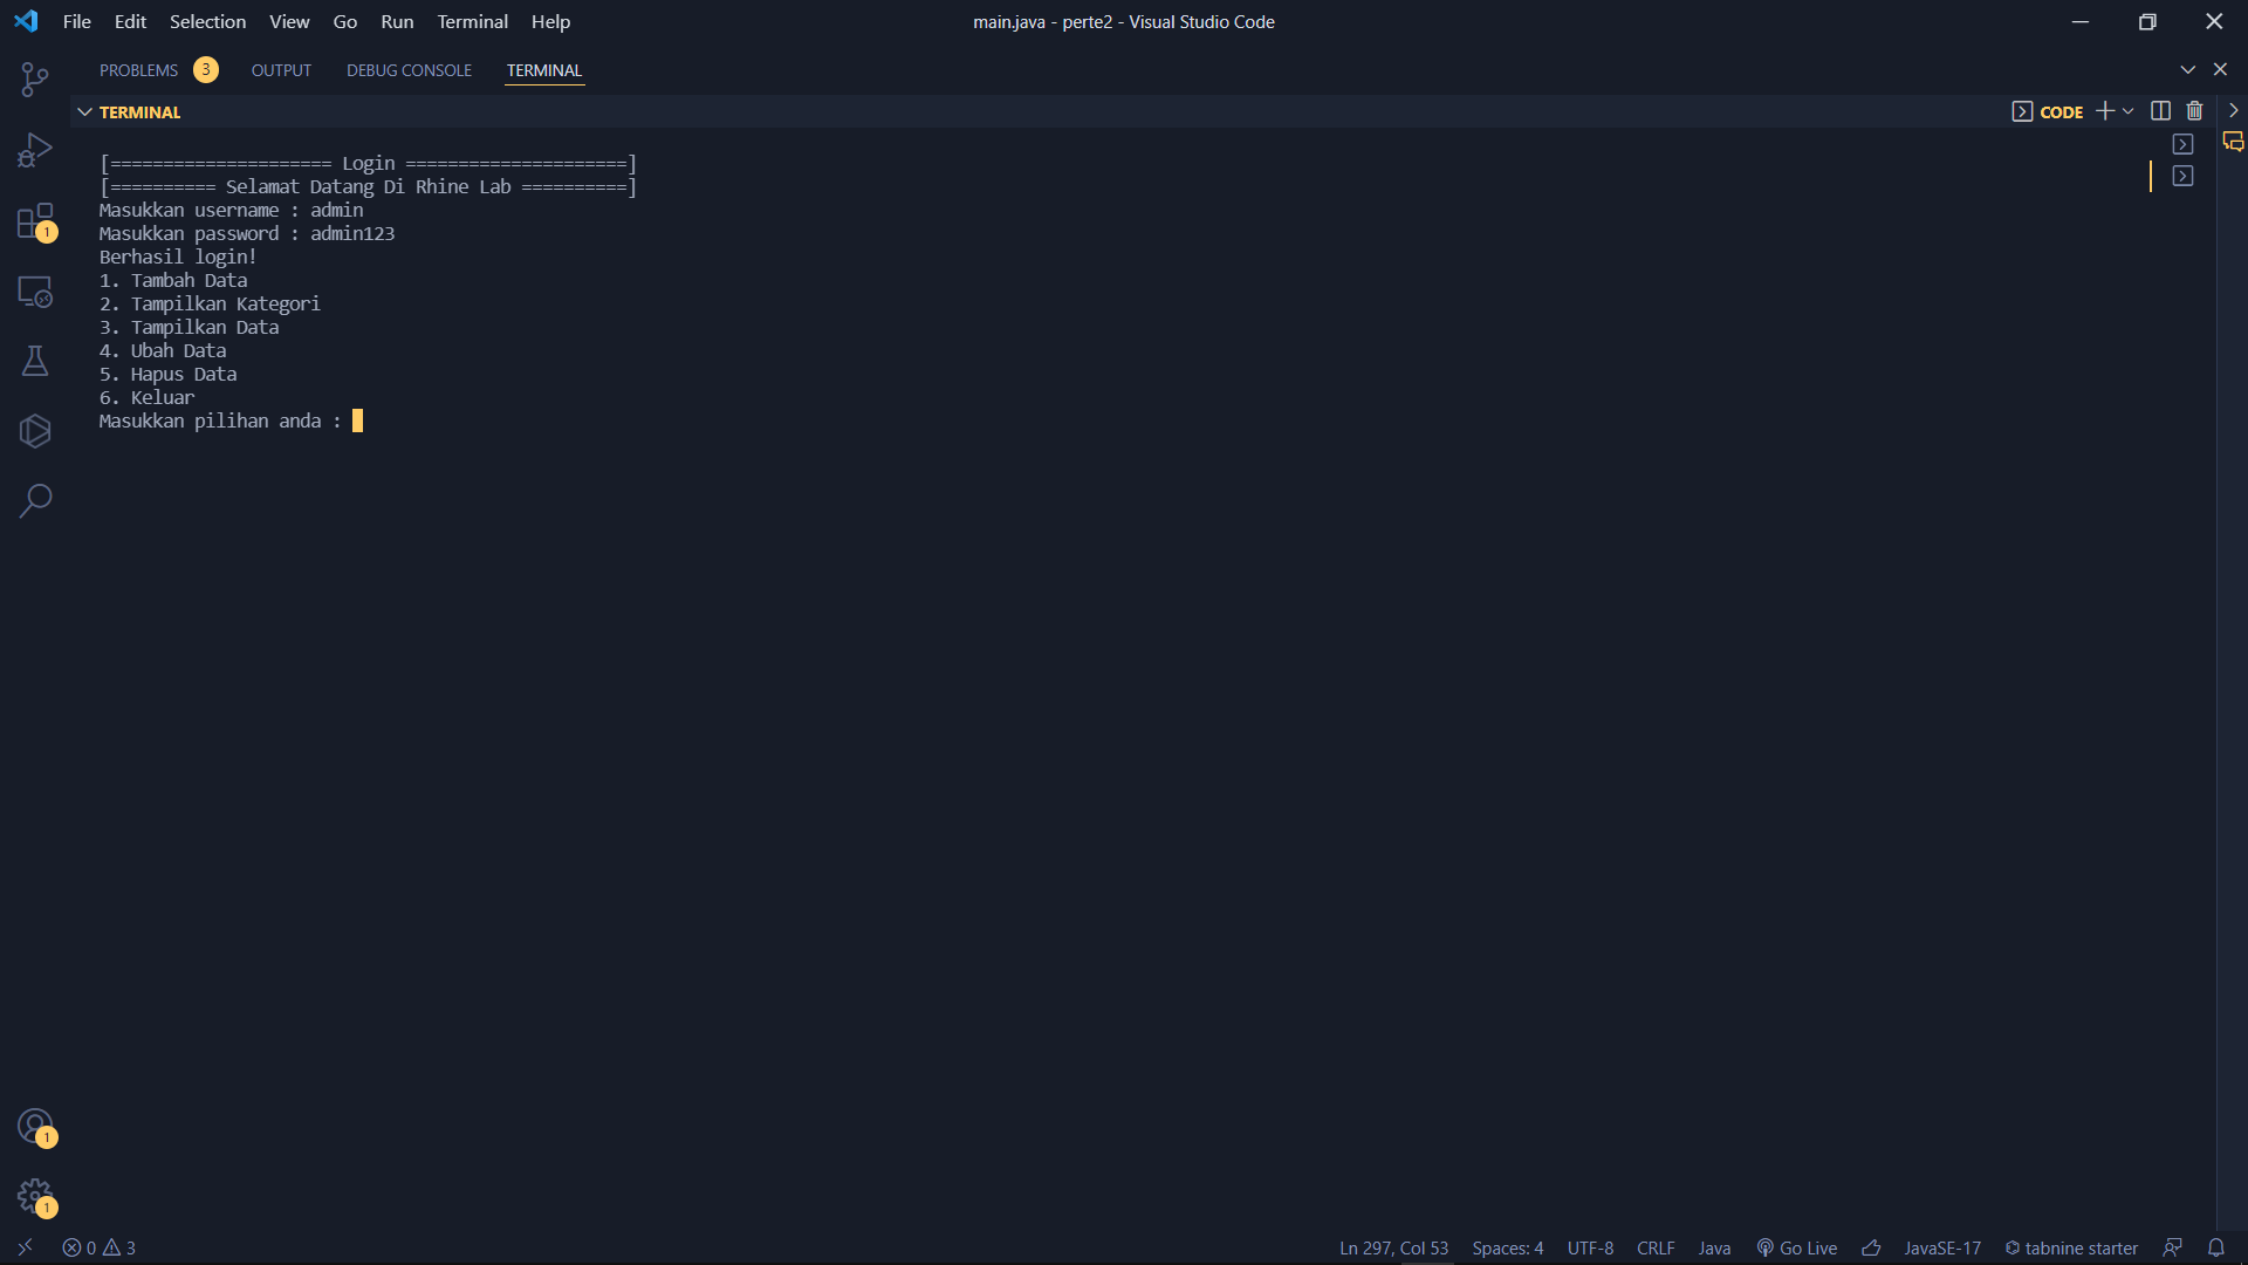 File Edit Selection View Go Run Terminal Help
main.java - perte2 - Visual Studio Code
PROBLEMS 3 OUTPUT DEBUG CONSOLE TERMINAL
TERMINAL
CODE
[===================== Login =====================]
[========== Selamat Datang Di Rhine Lab ==========]
Masukkan username : admin
Masukkan password : admin123
Berhasil login!
1. Tambah Data
2. Tampilkan Kategori
3. Tampilkan Data
4. Ubah Data
5. Hapus Data
6. Keluar
Masukkan pilihan anda :
1
1
1
0 3
Ln 297, Col 53 Spaces: 4 UTF-8 CRLF Java Go Live JavaSE-17 tabnine starter